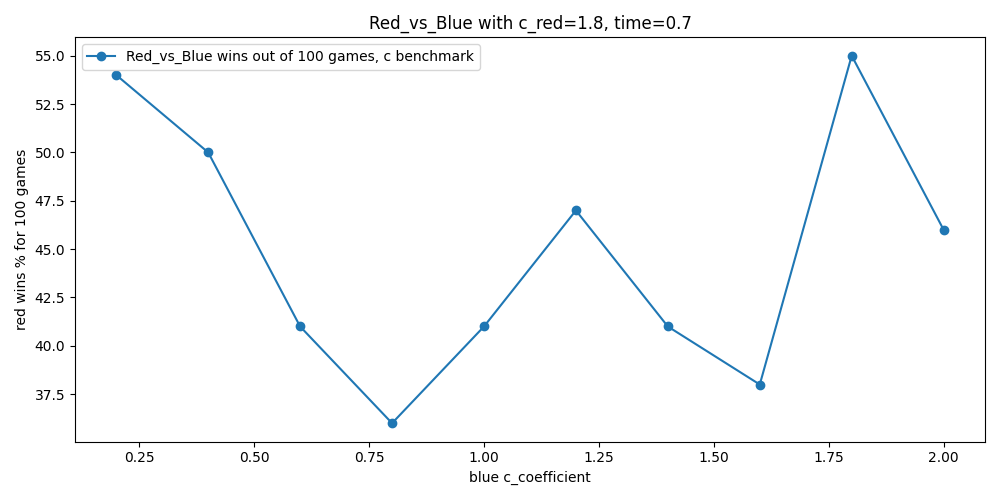 Red_vs_Blue with c_red=1.8, time=0.7
Red_vs_Blue wins out of 100 games, c benchmark
red wins % for 100 games
55.0
52.5
50.0
47.5
45.0
42.5
40.0
37.5
0.25 0.50 0.75 1.00 1.25 1.50 1.75 2.00
blue c_coefficient